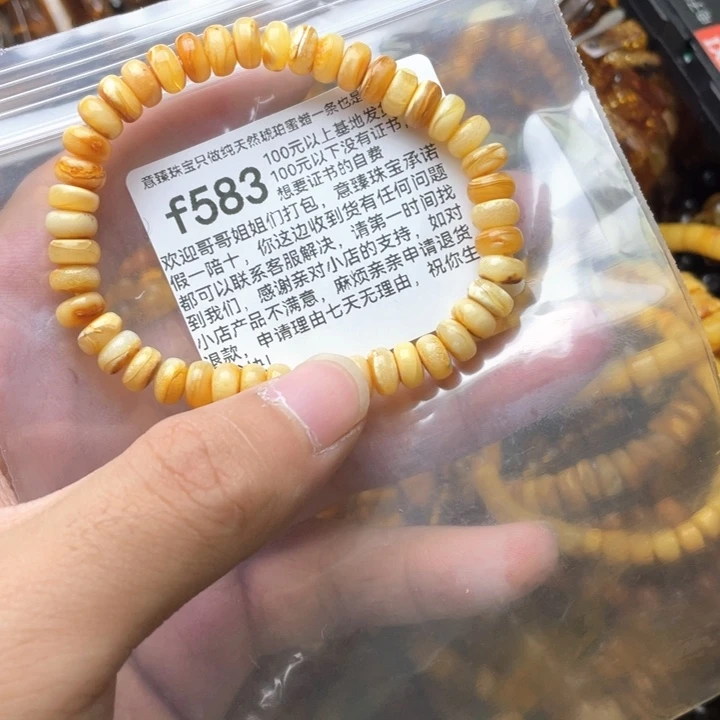 意臻珠宝只做纯天然琥珀蜜蜡一条也是
100元以上基地发
100元以下没有证书
想要证书的自费
f583
欢迎哥哥姐姐们打包，意臻珠宝承诺
假一陪十，你这边收到货有任何问题
都可以联系客服解决，请第一时间找
到我们，感谢亲对小店的支持，如对
小店产品不满意，麻烦亲亲申请退货
退款，申请理由七天无理由，祝你生